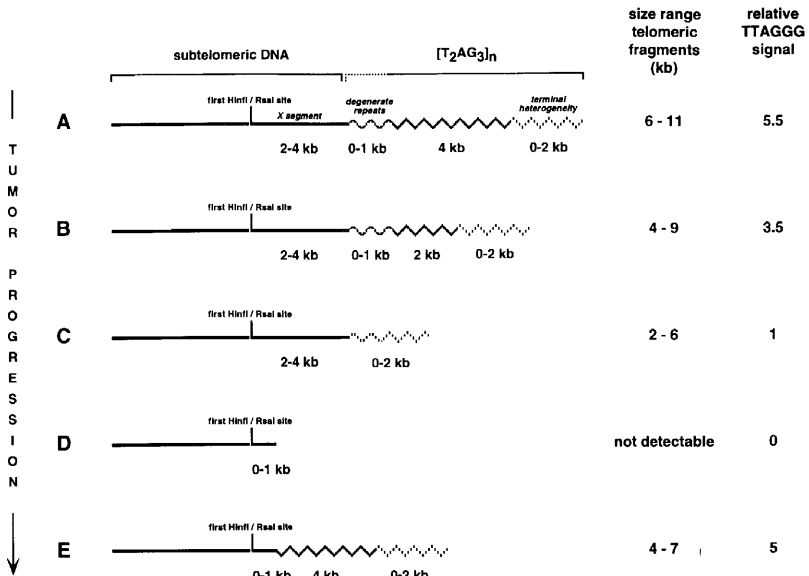 size range
telomeric
fragments
(kb)
relative
TTAGGG
signal
subtelomeric DNA
[T2AG3]n
TUMOR PROGRESSION
A
first HinfI / RsaI site
X segment
degenerate
repeats
terminal
heterogeneity
2-4 kb 0-1 kb 4 kb 0-2 kb
6 - 11 5.5
B
first HinfI / RsaI site
2-4 kb 0-1 kb 2 kb 0-2 kb
4 - 9 3.5
C
first HinfI / RsaI site
2-4 kb 0-2 kb
2 - 6 1
D
first HinfI / RsaI site
0-1 kb
not detectable 0
E
first HinfI / RsaI site
0-1 kb 4 kb 0-2 kb
4 - 7 5